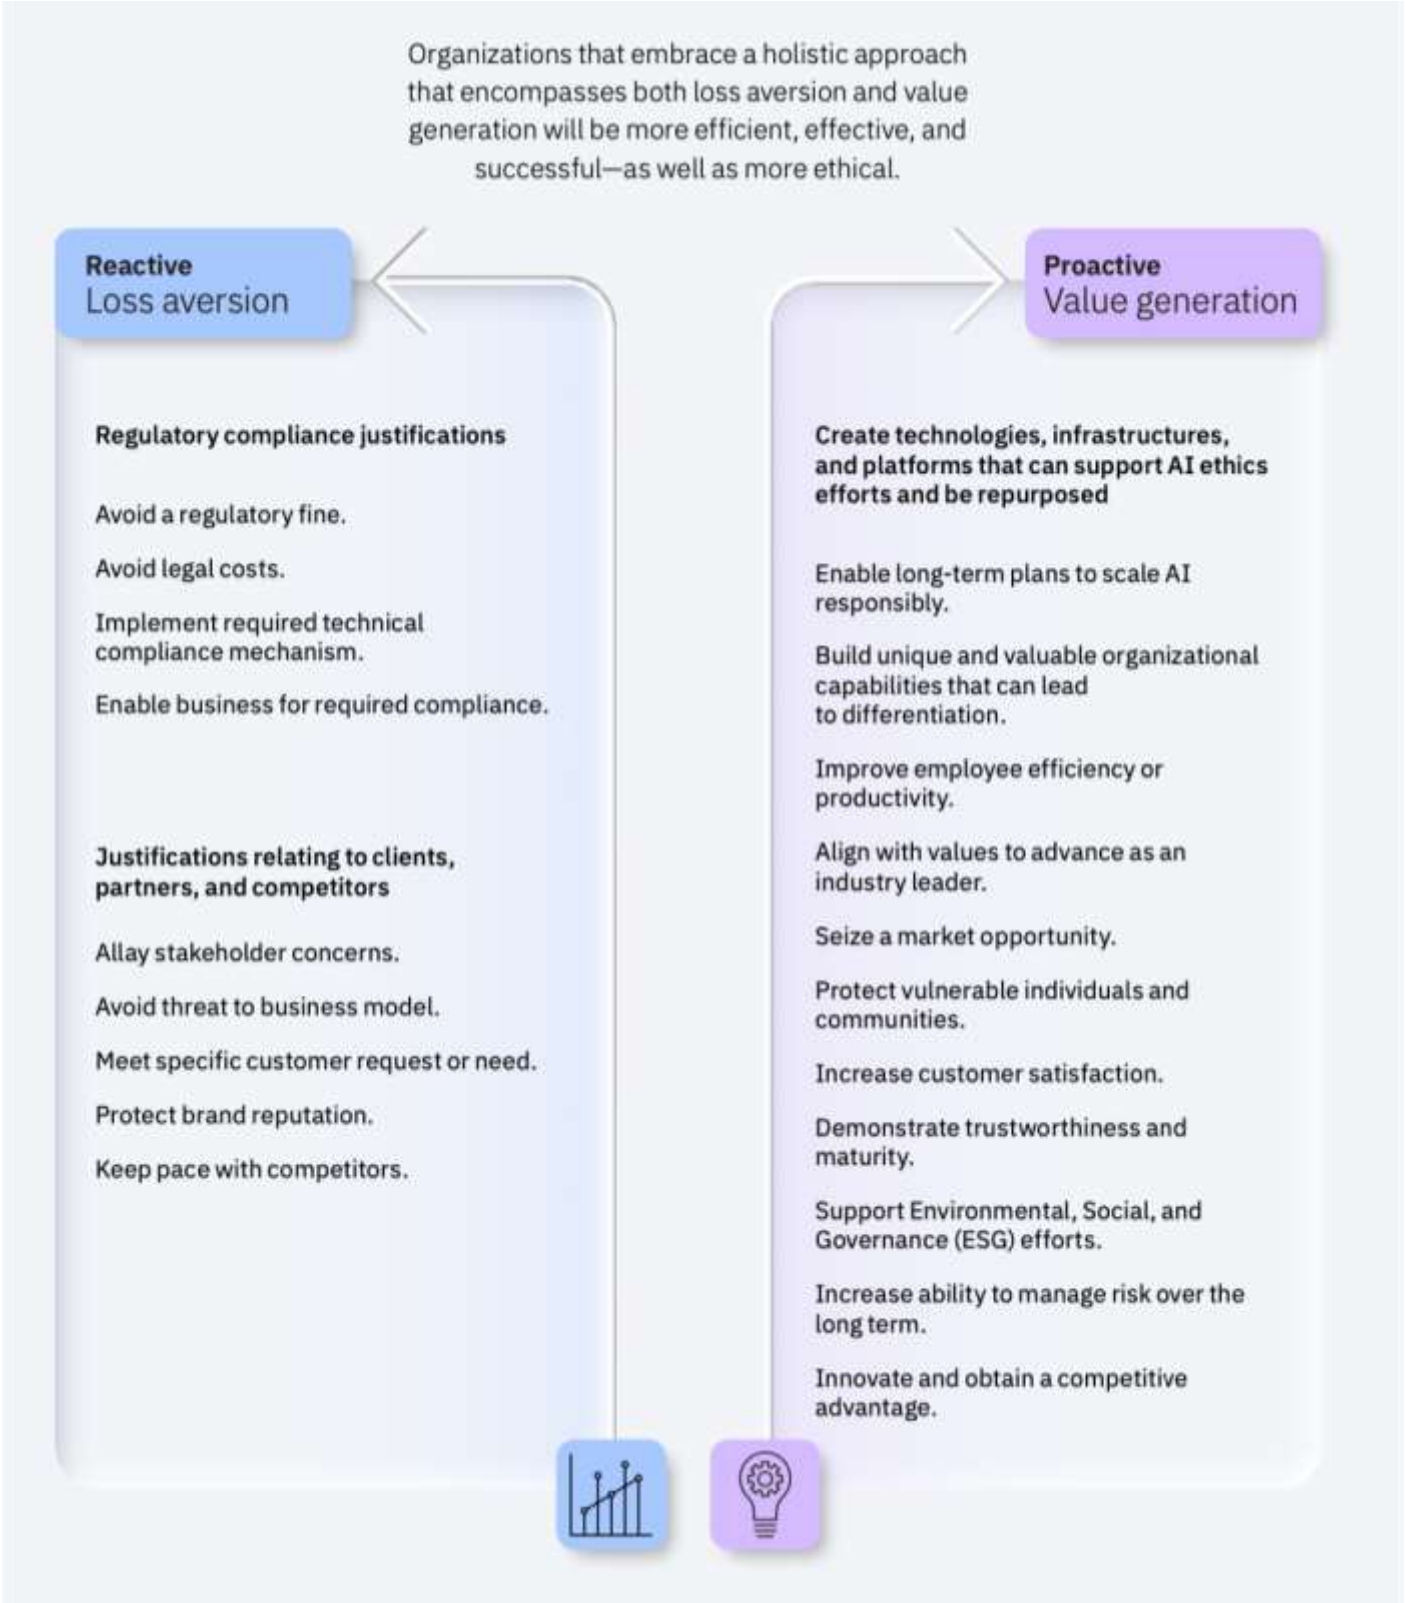 Organizations that embrace a holistic approach
that encompasses both loss aversion and value
generation will be more efficient, effective, and
successful—as well as more ethical.
Reactive
Loss aversion
Regulatory compliance justifications
Avoid a regulatory fine.
Avoid legal costs.
Implement required technical
compliance mechanism.
Enable business for required compliance.
Justifications relating to clients,
partners, and competitors
Allay stakeholder concerns.
Avoid threat to business model.
Meet specific customer request or need.
Protect brand reputation.
Keep pace with competitors.
Proactive
Value generation
Create technologies, infrastructures,
and platforms that can support AI ethics
efforts and be repurposed
Enable long-term plans to scale AI
responsibly.
Build unique and valuable organizational
capabilities that can lead
to differentiation.
Improve employee efficiency or
productivity.
Align with values to advance as an
industry leader.
Seize a market opportunity.
Protect vulnerable individuals and
communities.
Increase customer satisfaction.
Demonstrate trustworthiness and
maturity.
Support Environmental, Social, and
Governance (ESG) efforts.
Increase ability to manage risk over the
long term.
Innovate and obtain a competitive
advantage.